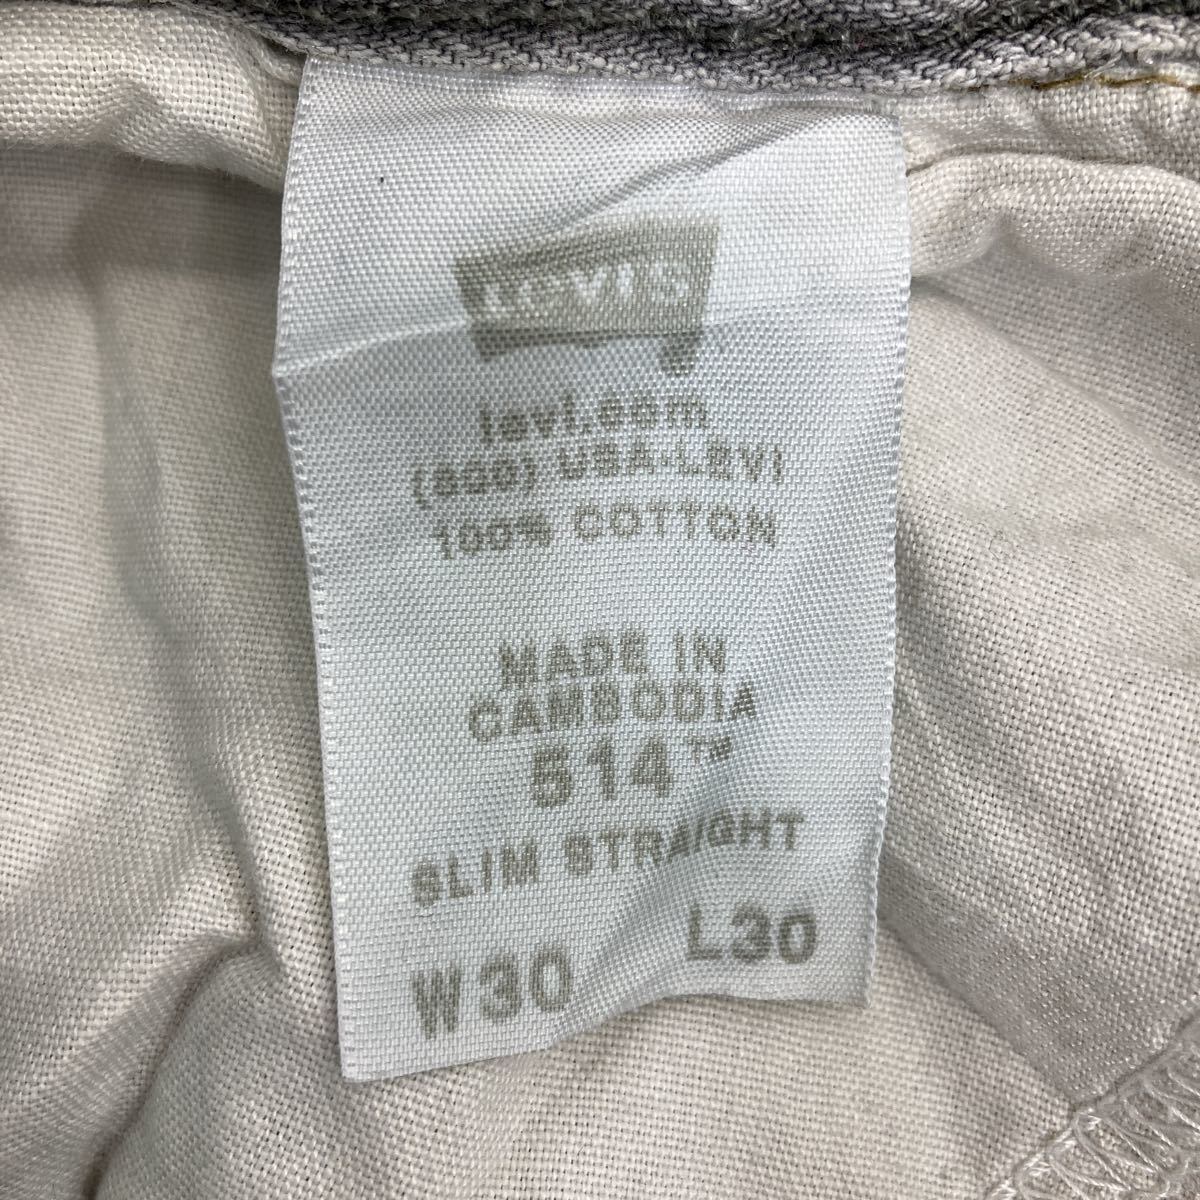 Levi's
levi.com
(800) USA-LEVI
100% COTTON
MADE IN
CAMBODIA
514™
SLIM STRAIGHT
W30 L30